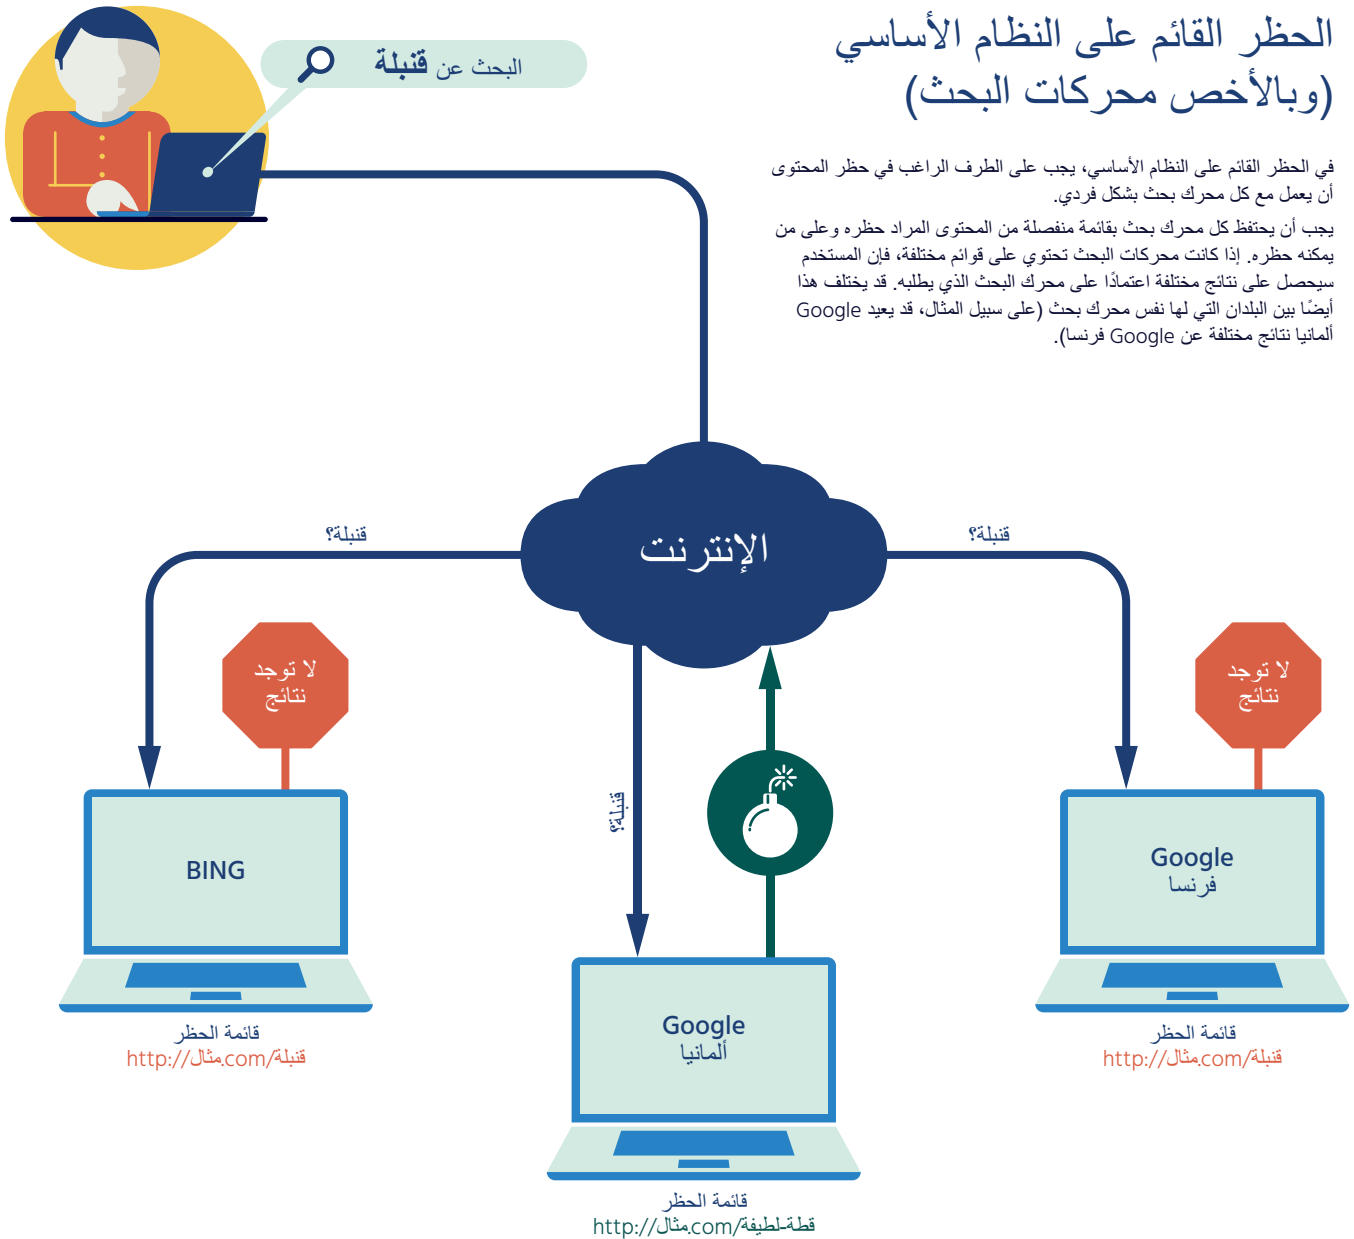 الحظر القائم على النظام الأساسي
(وبالأخص محركات البحث)
البحث عن قنبلة
في الحظر القائم على النظام الأساسي، يجب على الطرف الراغب في حظر المحتوى
أن يعمل مع كل محرك بحث بشكل فردي.
يجب أن يحتفظ كل محرك بحث بقائمة منفصلة من المحتوى المراد حظره وعلى من
يمكنه حظره. إذا كانت محركات البحث تحتوي على قوائم مختلفة، فإن المستخدم
سيحصل على نتائج مختلفة اعتمادًا على محرك البحث الذي يطلبه. قد يختلف هذا
أيضًا بين البلدان التي لها نفس محرك بحث (على سبيل المثال، قد يعيد Google
ألمانيا نتائج مختلفة عن Google فرنسا).
الإنترنت
قنبلة؟
قنبلة؟
قنبلة؟
لا توجد
نتائج
Google
فرنسا
قائمة الحظر
http://مثال.com/قنبلة
Google
ألمانيا
قائمة الحظر
http://مثال.com/قطة-لطيفة
لا توجد
نتائج
BING
قائمة الحظر
http://مثال.com/قنبلة